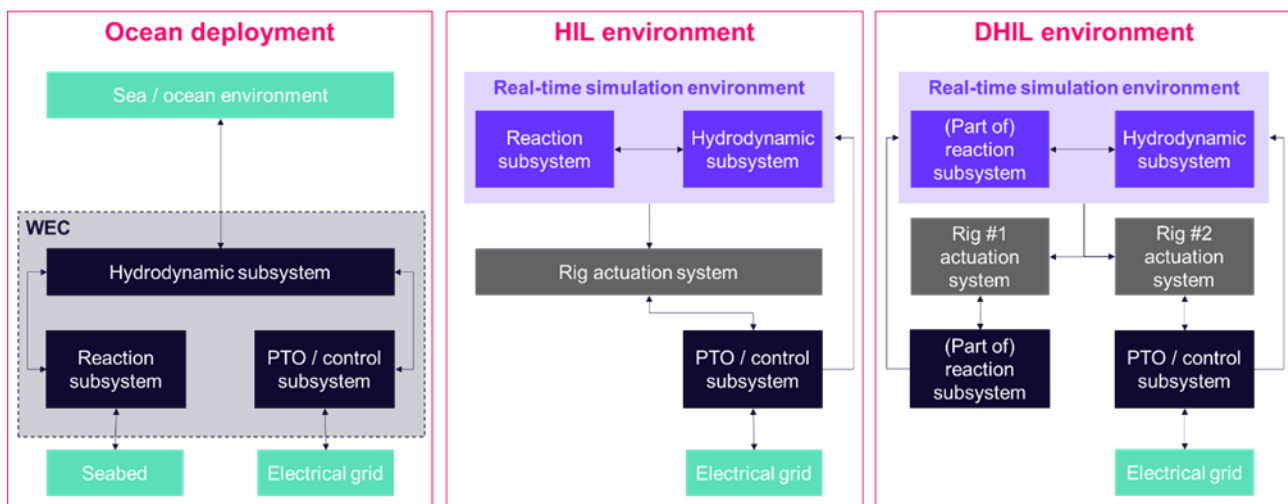 Ocean deployment
Sea / ocean environment
WEC
Hydrodynamic subsystem
Reaction
subsystem
PTO / control
subsystem
Seabed
Electrical grid
HIL environment
Real-time simulation environment
Reaction
subsystem
Hydrodynamic
subsystem
Rig actuation system
PTO / control
subsystem
Electrical grid
DHIL environment
Real-time simulation environment
(Part of)
reaction
subsystem
Hydrodynamic
subsystem
Rig #1
actuation
system
Rig #2
actuation
system
(Part of)
reaction
subsystem
PTO / control
subsystem
Electrical grid